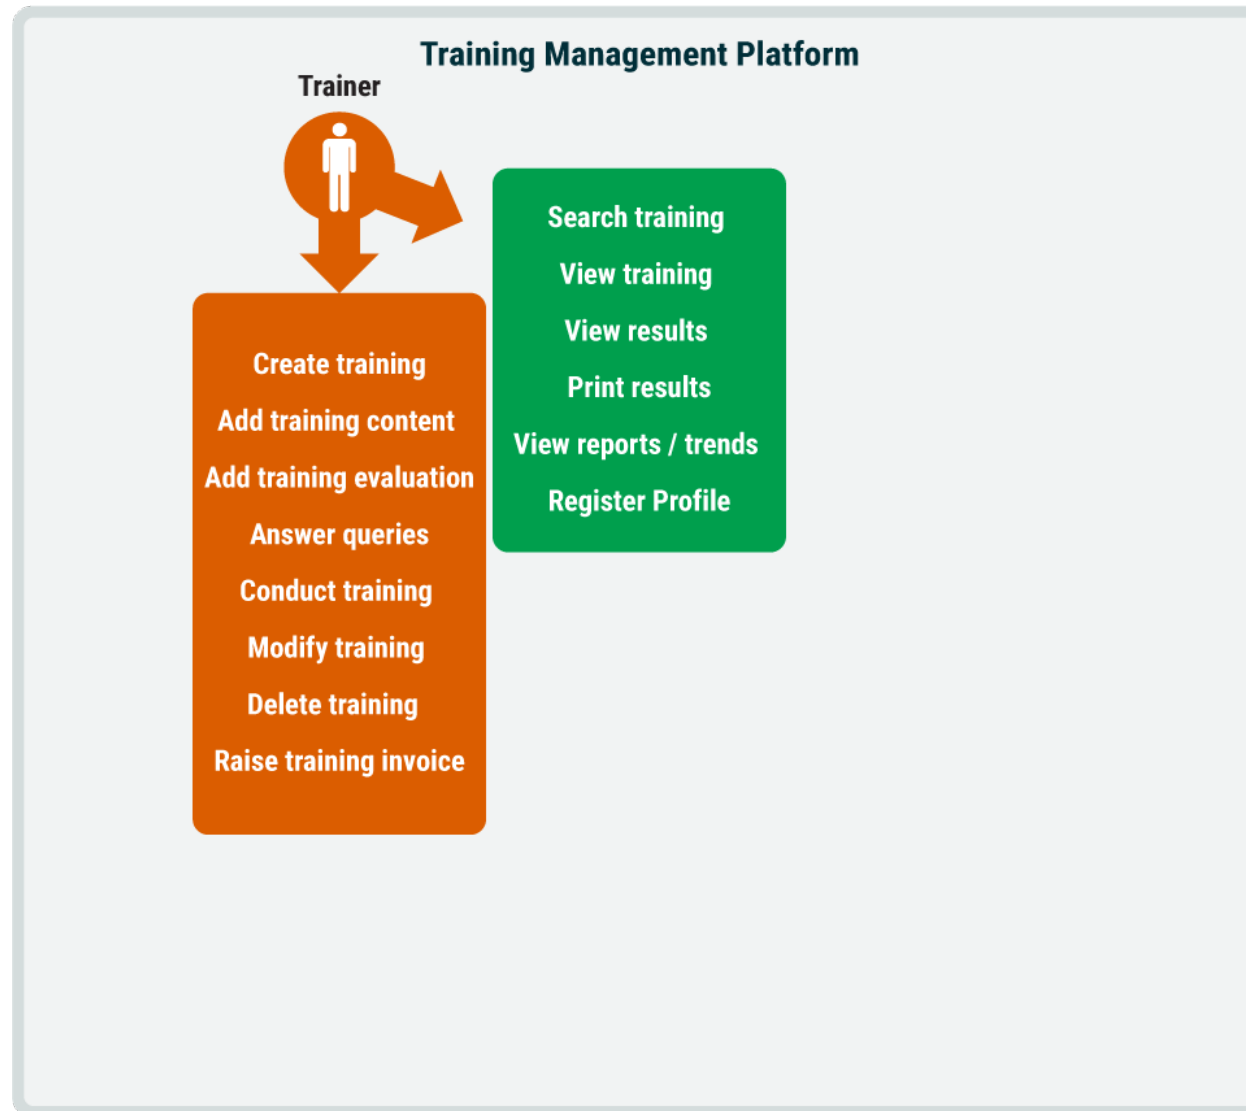 Training Management Platform
Trainer
Search training
View training
View results
Print results
View reports / trends
Register Profile
Create training
Add training content
Add training evaluation
Answer queries
Conduct training
Modify training
Delete training
Raise training invoice